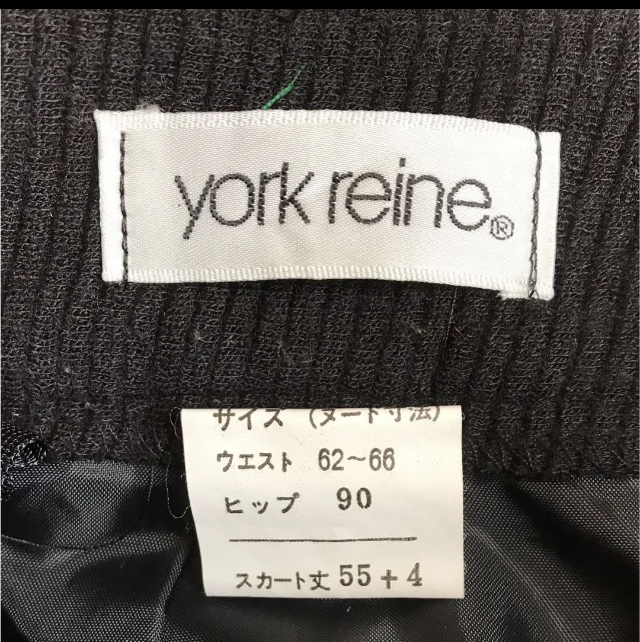 york reine®
サイズ (ヌード寸法)
ウエスト 62~66
ヒップ 90
スカート丈 55+4